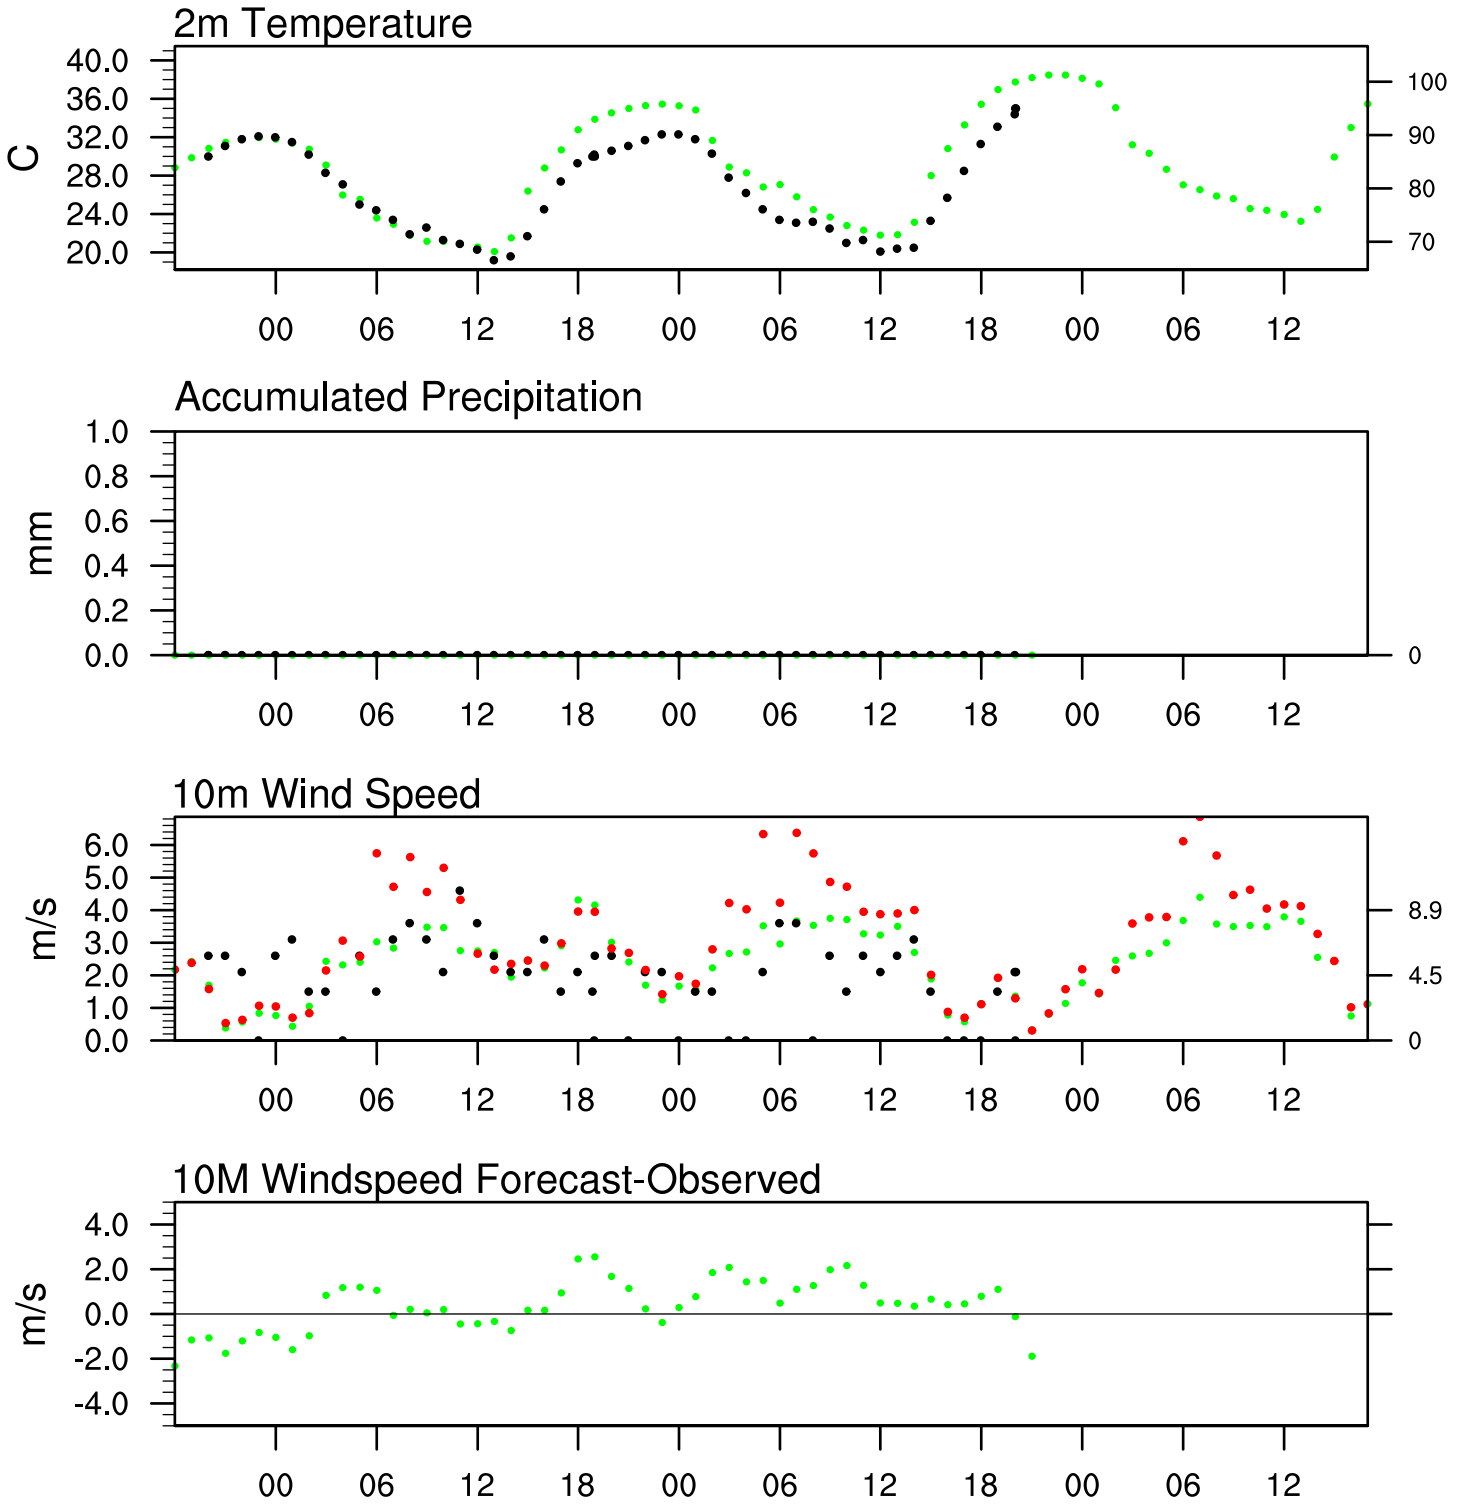 2m Temperature
40.0
36.0
32.0
28.0
24.0
20.0
C
100
90
80
70
00 06 12 18 00 06 12 18 00 06 12
Accumulated Precipitation
1.0
0.8
0.6
0.4
0.2
0.0
mm
0
00 06 12 18 00 06 12 18 00 06 12
10m Wind Speed
6.0
5.0
4.0
3.0
2.0
1.0
0.0
m/s
8.9
4.5
0
00 06 12 18 00 06 12 18 00 06 12
10M Windspeed Forecast-Observed
4.0
2.0
0.0
-2.0
-4.0
m/s
00 06 12 18 00 06 12 18 00 06 12